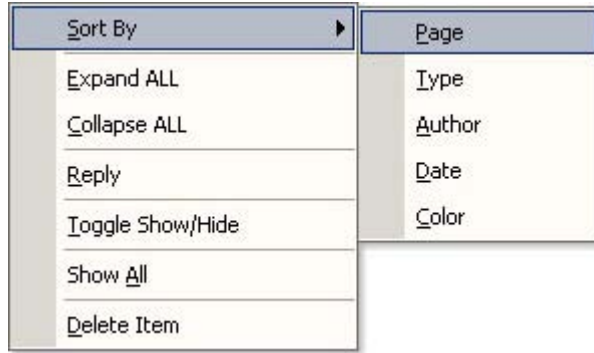 Sort By
Expand ALL
Collapse ALL
Reply
Toggle Show/Hide
Show All
Delete Item
Page
Type
Author
Date
Color